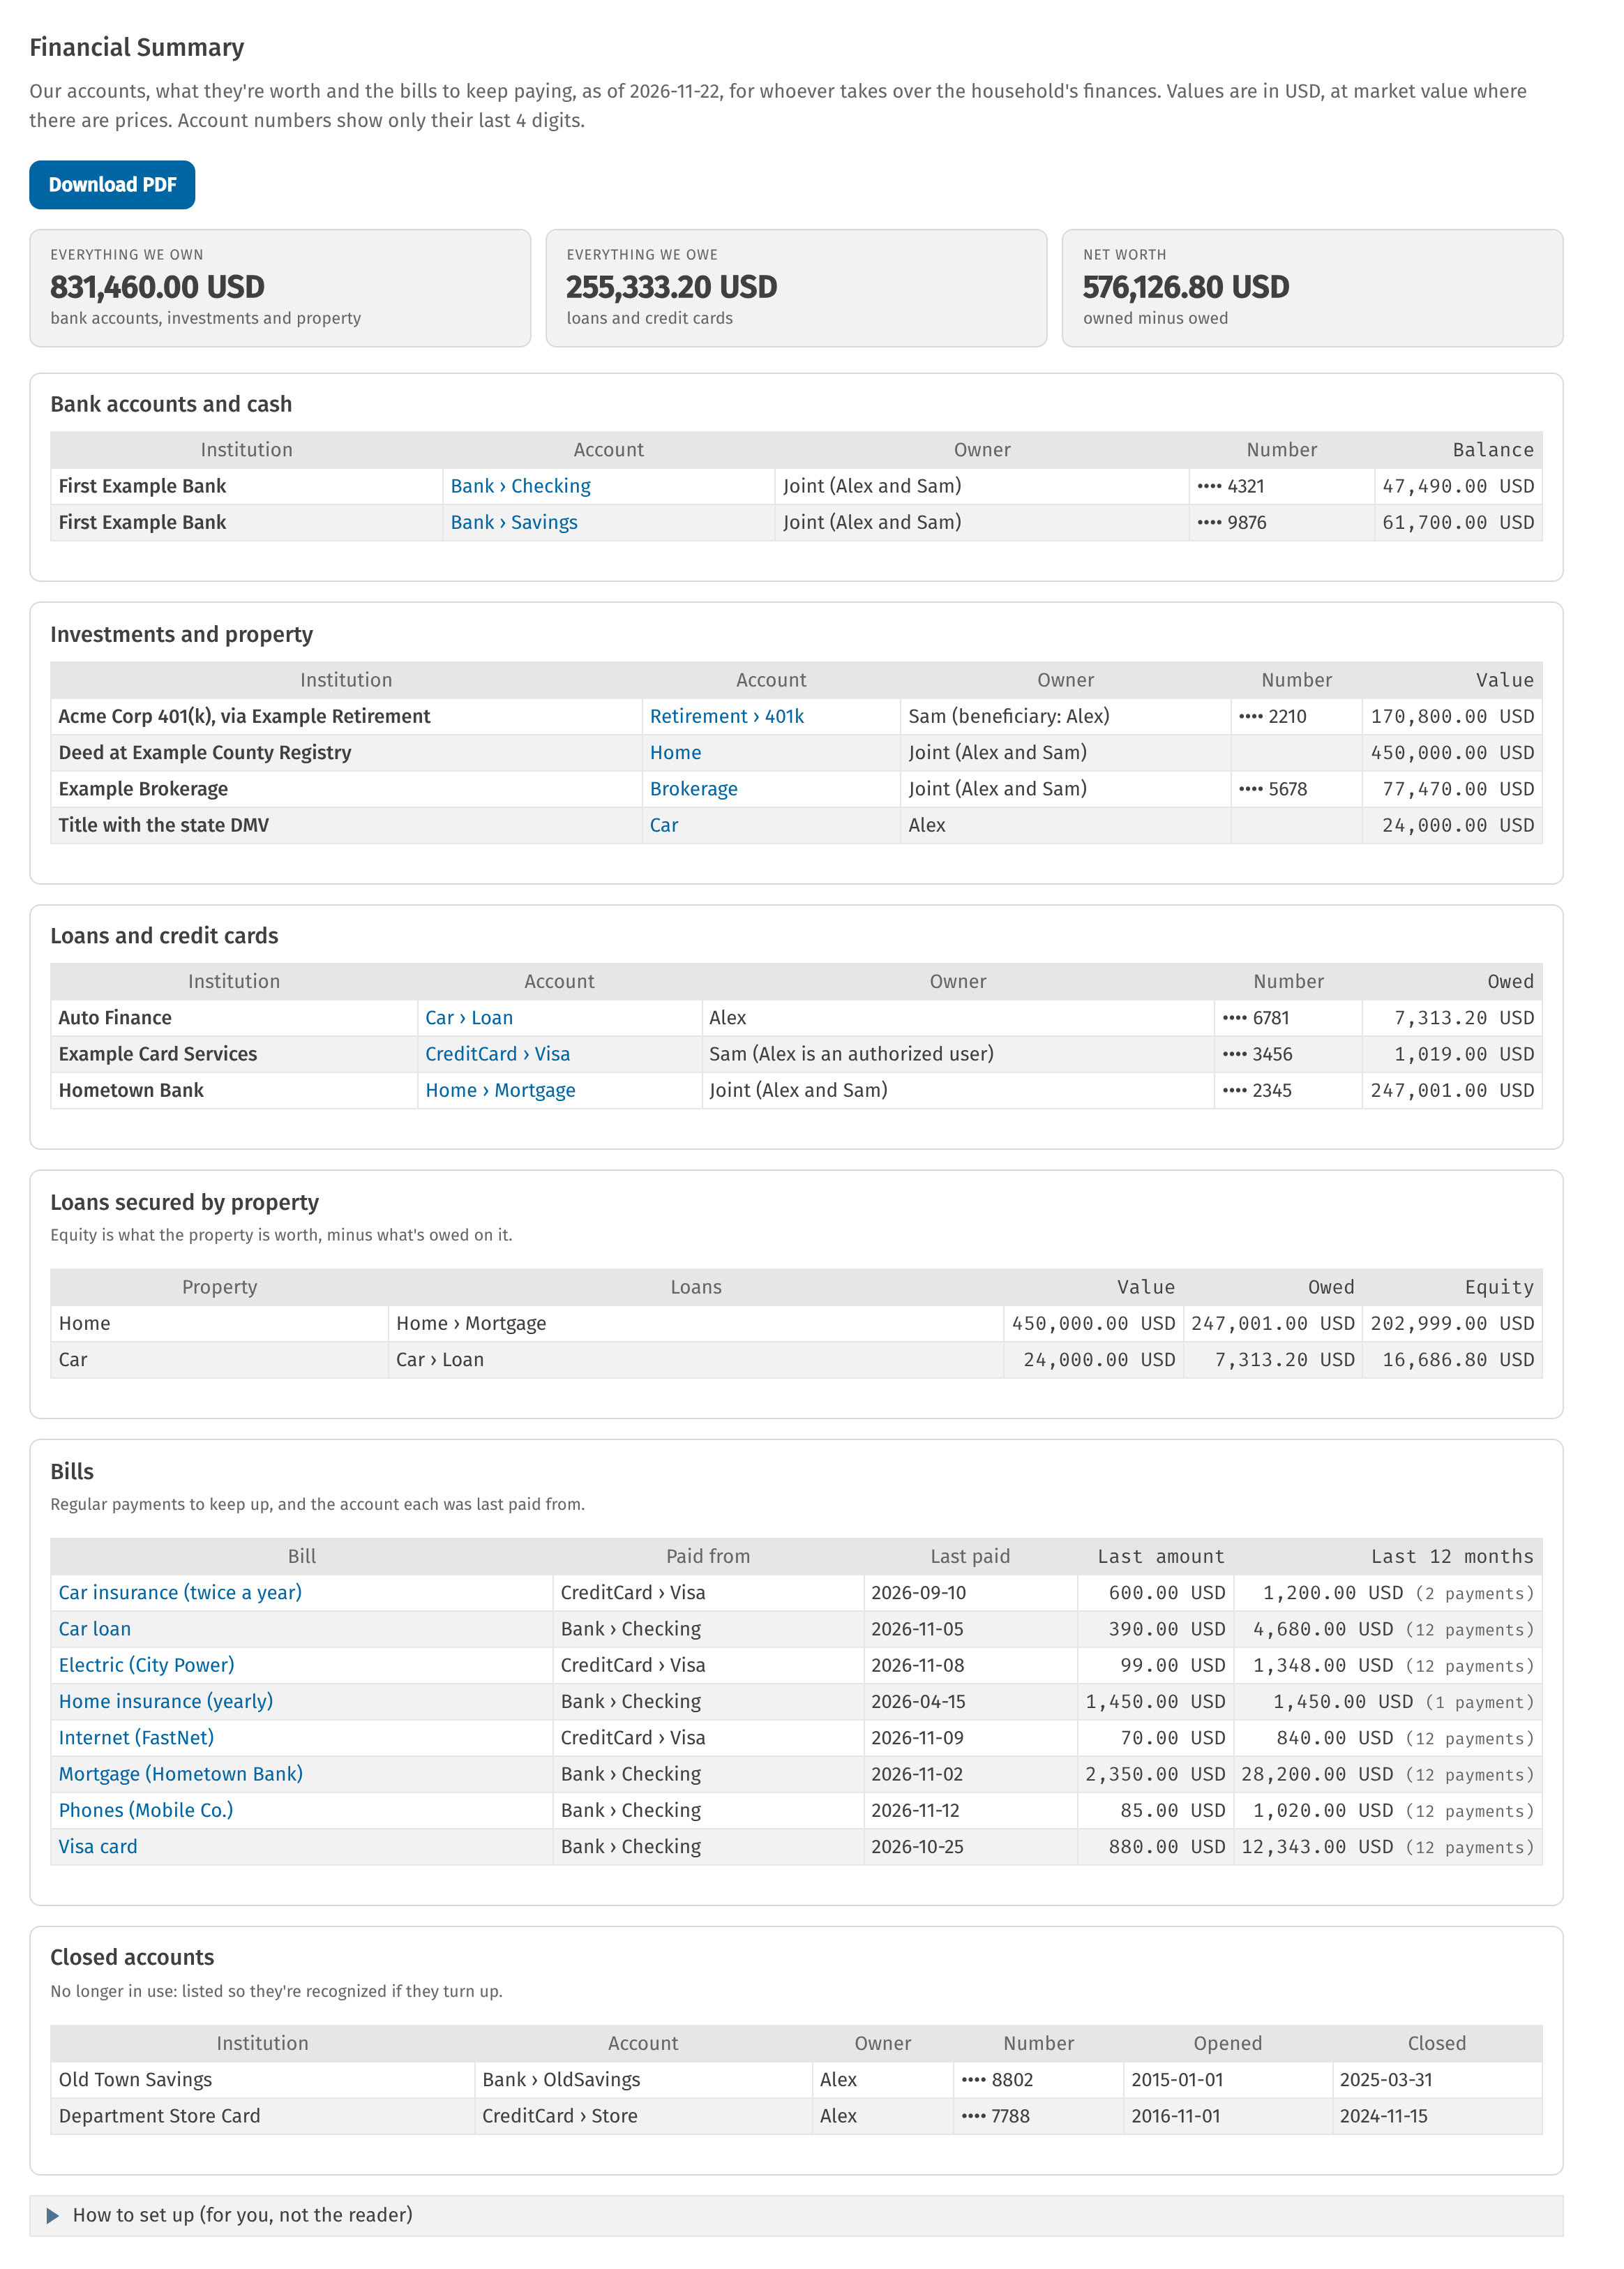 Financial Summary
Our accounts, what they're worth and the bills to keep paying, as of 2026-11-22, for whoever takes over the household's finances. Values are in USD, at market value where
there are prices. Account numbers show only their last 4 digits.
Download PDF
EVERYTHING WE OWN
831,460.00 USD
bank accounts, investments and property
EVERYTHING WE OWE
255,333.20 USD
loans and credit cards
NET WORTH
576,126.80 USD
owned minus owed
Bank accounts and cash
Institution Account Owner Number Balance
First Example Bank Bank › Checking Joint (Alex and Sam) •••• 4321 47,490.00 USD
First Example Bank Bank › Savings Joint (Alex and Sam) •••• 9876 61,700.00 USD
Investments and property
Institution Account Owner Number Value
Acme Corp 401(k), via Example Retirement Retirement › 401k Sam (beneficiary: Alex) •••• 2210 170,800.00 USD
Deed at Example County Registry Home Joint (Alex and Sam) 450,000.00 USD
Example Brokerage Brokerage Joint (Alex and Sam) •••• 5678 77,470.00 USD
Title with the state DMV Car Alex 24,000.00 USD
Loans and credit cards
Institution Account Owner Number Owed
Auto Finance Car › Loan Alex •••• 6781 7,313.20 USD
Example Card Services CreditCard › Visa Sam (Alex is an authorized user) •••• 3456 1,019.00 USD
Hometown Bank Home › Mortgage Joint (Alex and Sam) •••• 2345 247,001.00 USD
Loans secured by property
Equity is what the property is worth, minus what's owed on it.
Property Loans Value Owed Equity
Home Home › Mortgage 450,000.00 USD 247,001.00 USD 202,999.00 USD
Car Car › Loan 24,000.00 USD 7,313.20 USD 16,686.80 USD
Bills
Regular payments to keep up, and the account each was last paid from.
Bill Paid from Last paid Last amount Last 12 months
Car insurance (twice a year) CreditCard › Visa 2026-09-10 600.00 USD 1,200.00 USD (2 payments)
Car loan Bank › Checking 2026-11-05 390.00 USD 4,680.00 USD (12 payments)
Electric (City Power) CreditCard › Visa 2026-11-08 99.00 USD 1,348.00 USD (12 payments)
Home insurance (yearly) Bank › Checking 2026-04-15 1,450.00 USD 1,450.00 USD (1 payment)
Internet (FastNet) CreditCard › Visa 2026-11-09 70.00 USD 840.00 USD (12 payments)
Mortgage (Hometown Bank) Bank › Checking 2026-11-02 2,350.00 USD 28,200.00 USD (12 payments)
Phones (Mobile Co.) Bank › Checking 2026-11-12 85.00 USD 1,020.00 USD (12 payments)
Visa card Bank › Checking 2026-10-25 880.00 USD 12,343.00 USD (12 payments)
Closed accounts
No longer in use: listed so they're recognized if they turn up.
Institution Account Owner Number Opened Closed
Old Town Savings Bank › OldSavings Alex •••• 8802 2015-01-01 2025-03-31
Department Store Card CreditCard › Store Alex •••• 7788 2016-11-01 2024-11-15
How to set up (for you, not the reader)